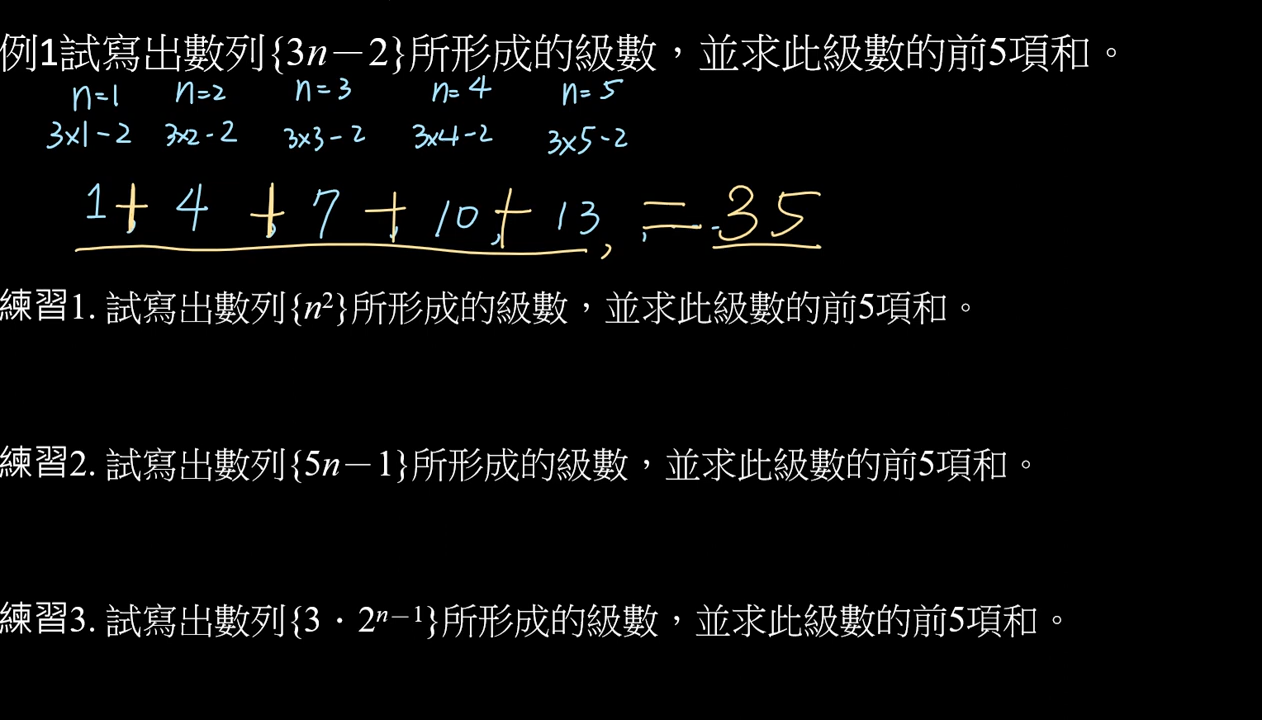 例1試寫出數列{3n－2}所形成的級數，並求此級數的前5項和。
n=1 n=2 n=3 n=4 n=5
3×1-2 3×2-2 3×3-2 3×4-2 3×5-2
1+ 4 + 7 + 10 + 13, = 35
練習1. 試寫出數列{n²}所形成的級數，並求此級數的前5項和。
練習2. 試寫出數列{5n－1}所形成的級數，並求此級數的前5項和。
練習3. 試寫出數列{3．2ⁿ⁻¹}所形成的級數，並求此級數的前5項和。